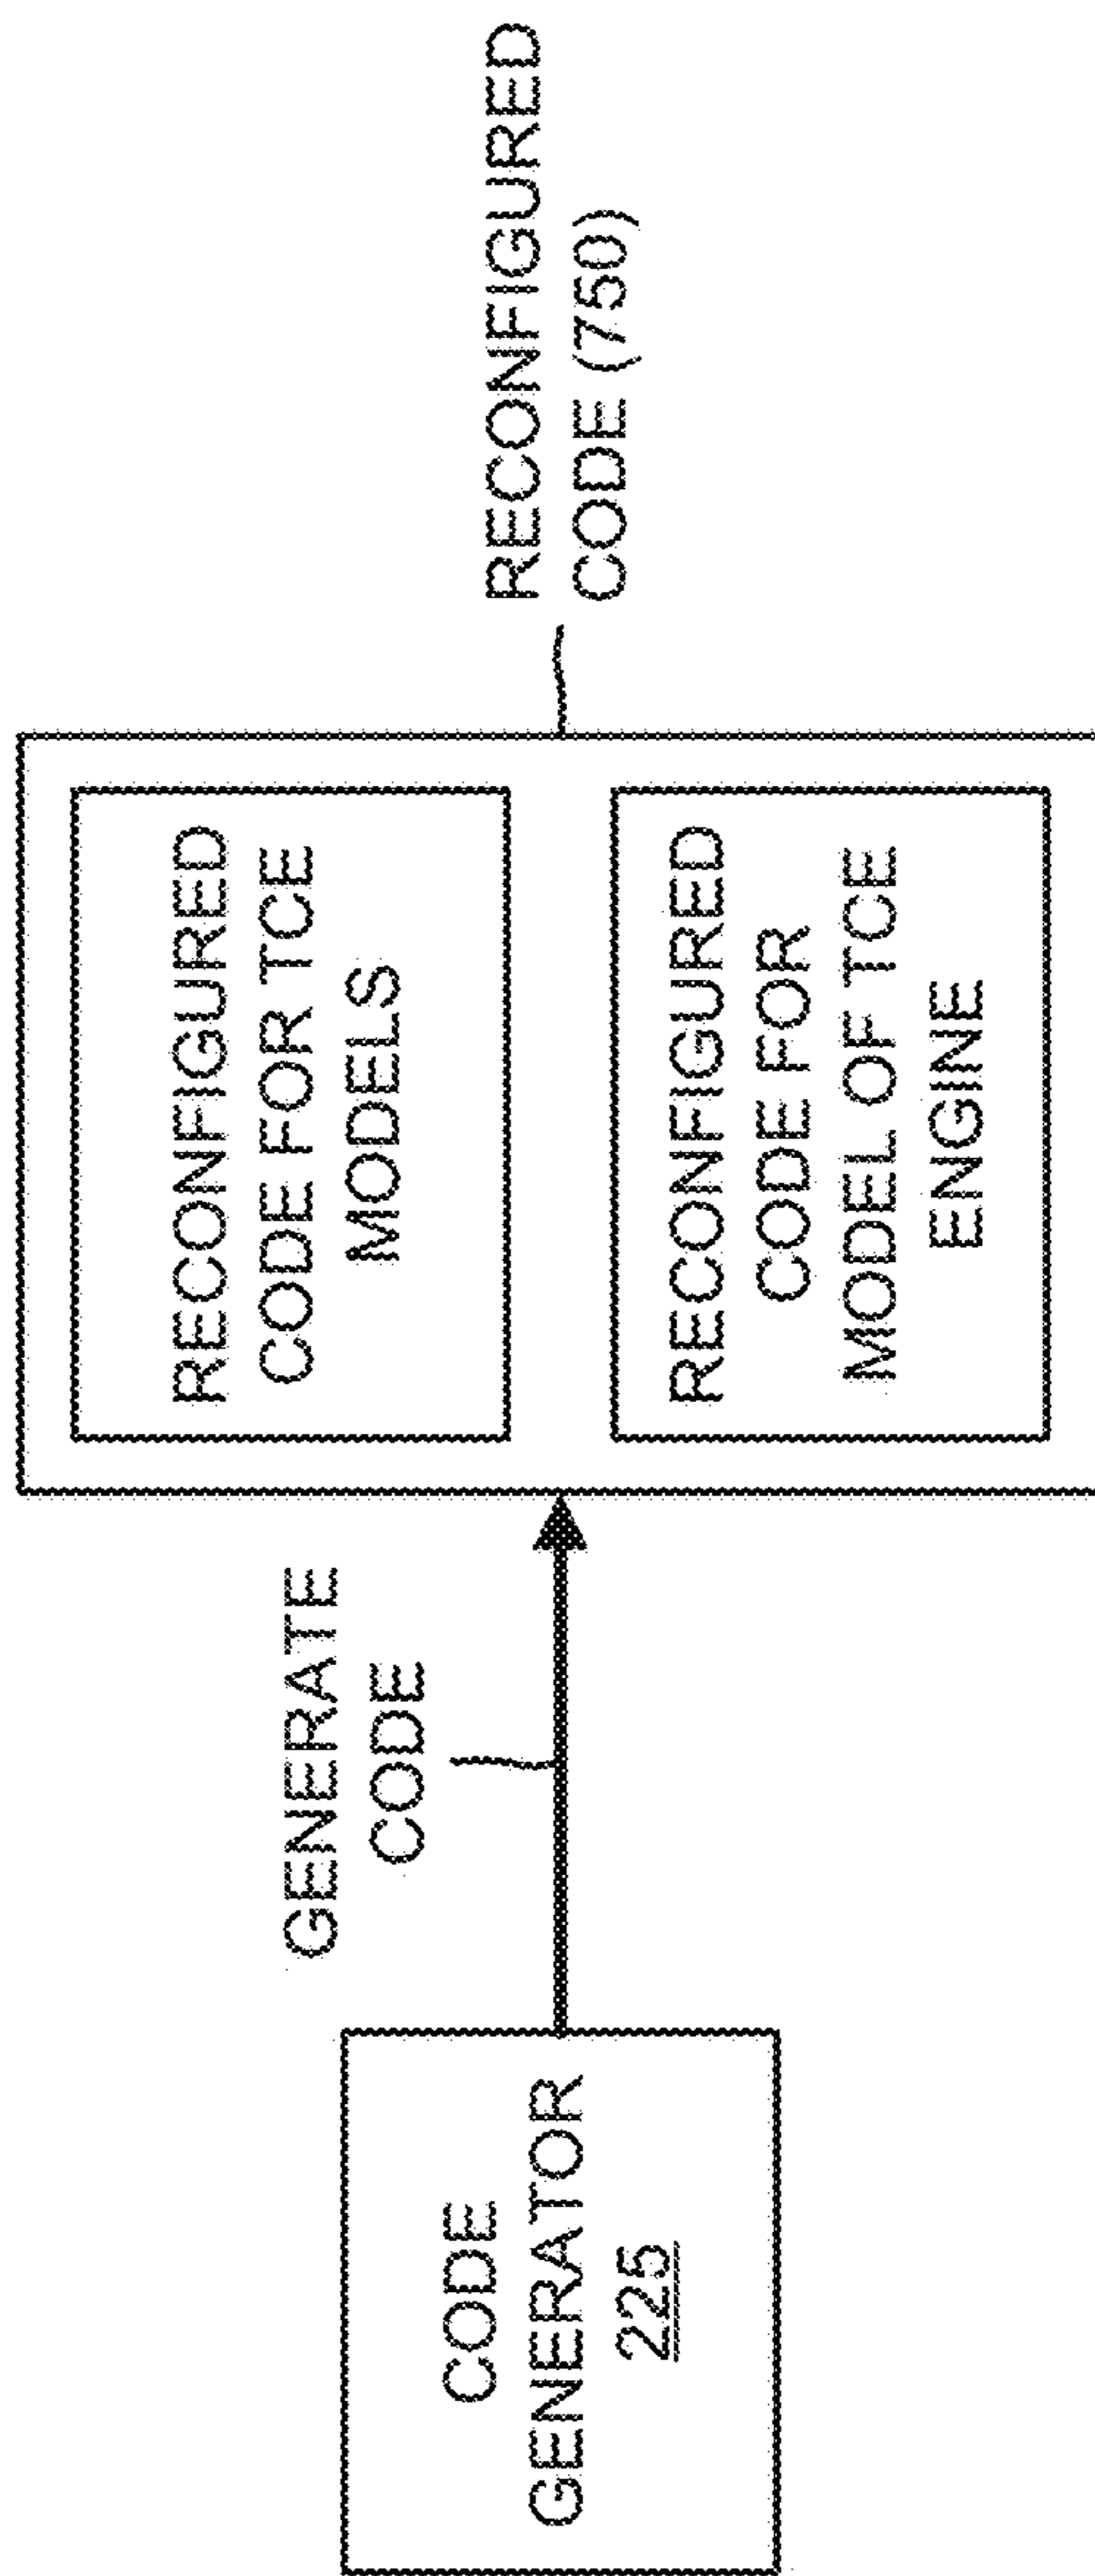 CODE
GENERATOR
225
GENERATE
CODE
RECONFIGURED
CODE FOR TCE
MODELS
RECONFIGURED
CODE FOR
MODEL OF TCE
ENGINE
RECONFIGURED
CODE (750)